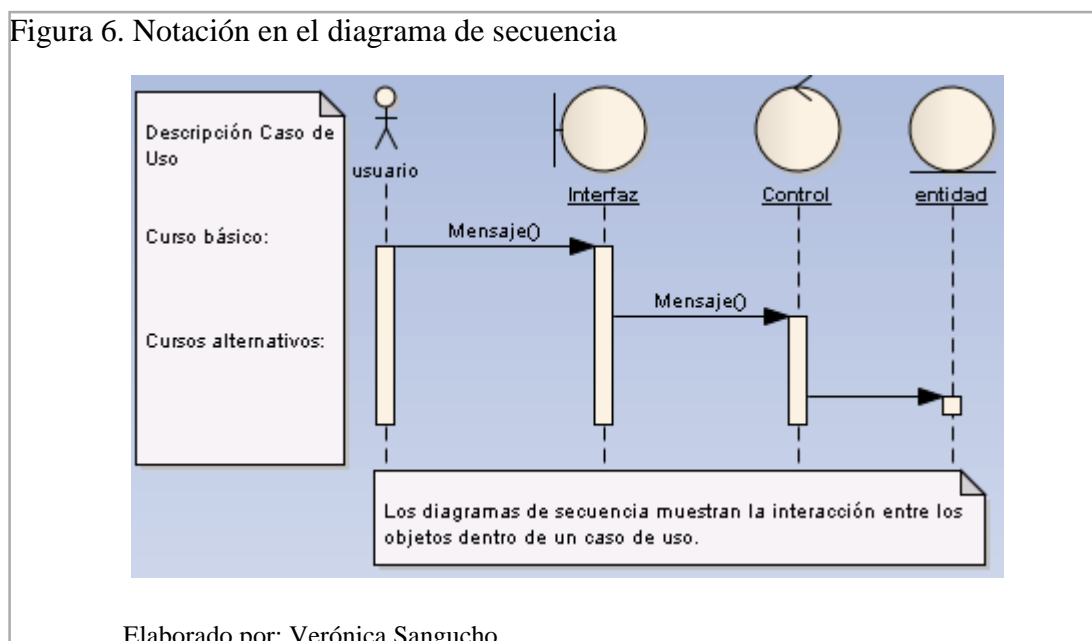 Figura 6. Notación en el diagrama de secuencia
Descripción Caso de
Uso
Curso básico:
Cursos alternativos:
usuario
Interfaz
Control
entidad
Mensaje()
Mensaje()
Los diagramas de secuencia muestran la interacción entre los
objetos dentro de un caso de uso.
Elaborado por: Verónica Sangucho